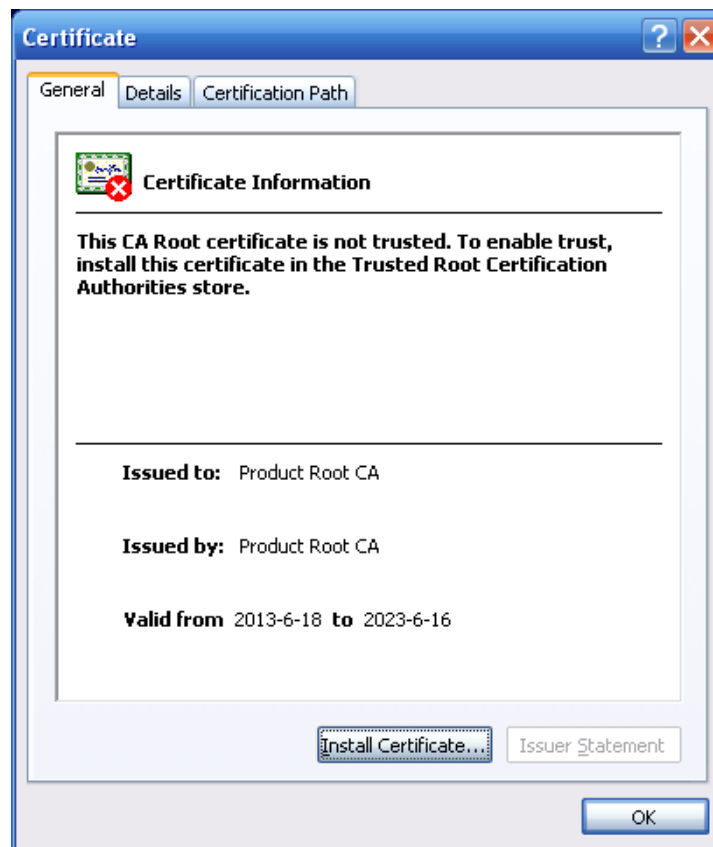 Certificate
General Details Certification Path
Certificate Information
This CA Root certificate is not trusted. To enable trust,
install this certificate in the Trusted Root Certification
Authorities store.
Issued to: Product Root CA
Issued by: Product Root CA
Valid from 2013-6-18 to 2023-6-16
Install Certificate... Issuer Statement
OK